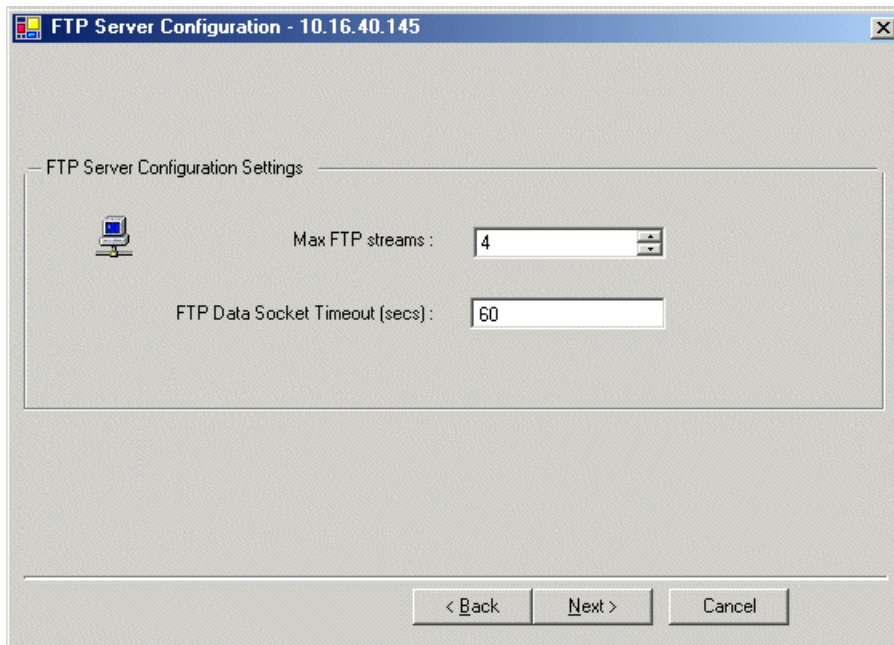 FTP Server Configuration - 10.16.40.145
FTP Server Configuration Settings
Max FTP streams : 4
FTP Data Socket Timeout (secs) : 60
< Back Next > Cancel